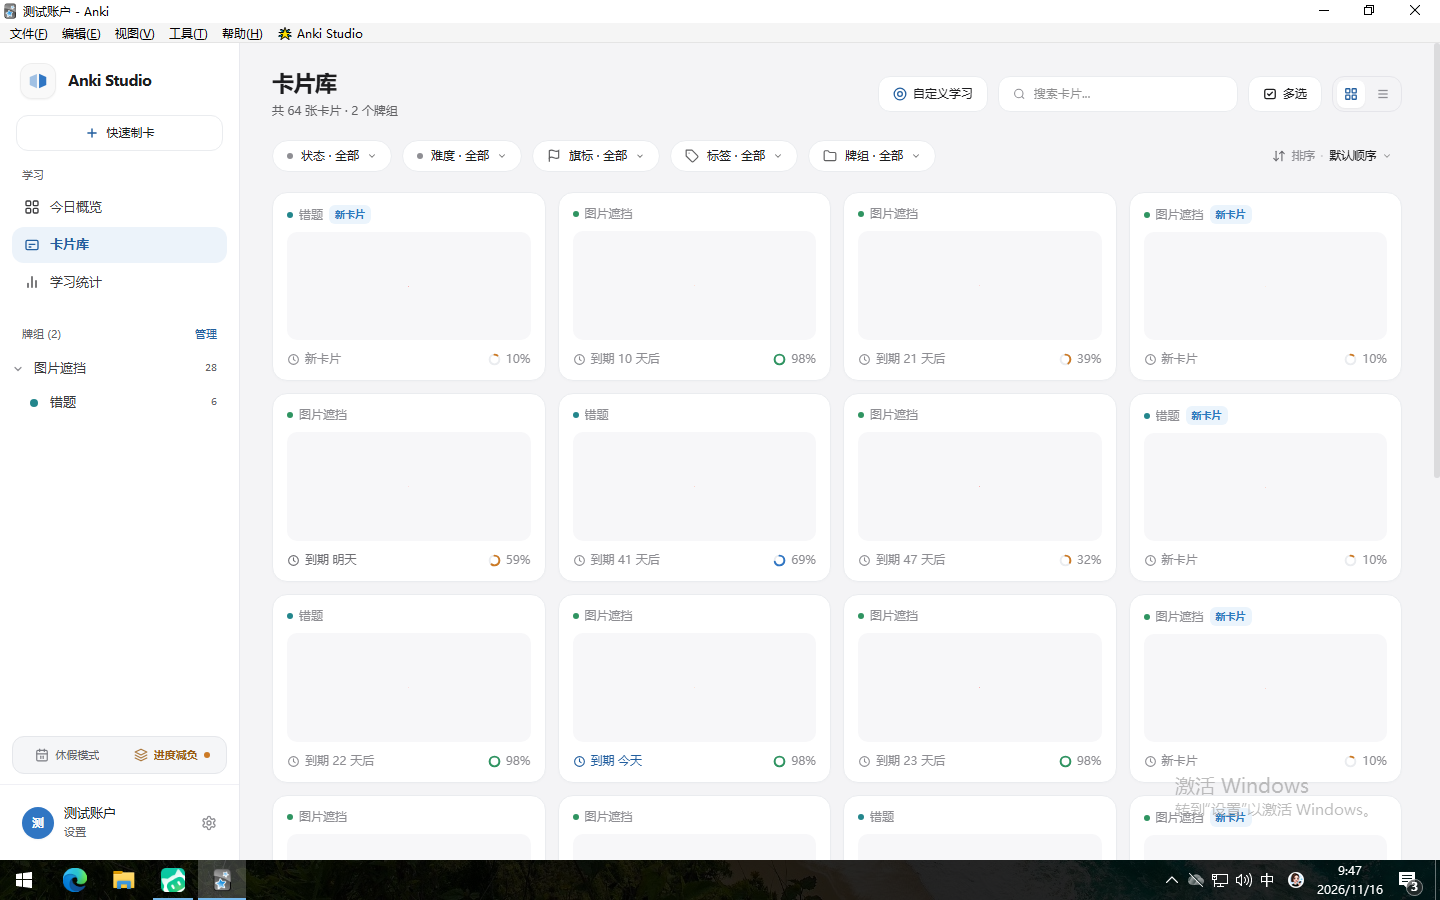 测试账户 - Anki
文件(F) 编辑(E) 视图(V) 工具(T) 帮助(H) Anki Studio
Anki Studio
快速制卡
学习
今日概览
卡片库
学习统计
牌组 (2) 管理
图片遮挡 28
错题 6
休假模式 进度减负
测 测试账户
设置
卡片库
共 64 张卡片 · 2 个牌组
自定义学习 搜索卡片... 多选
状态 · 全部 难度 · 全部 旗标 · 全部 标签 · 全部 牌组 · 全部 排序 · 默认顺序
错题 新卡片 图片遮挡 图片遮挡 图片遮挡 新卡片
新卡片 10% 到期 10 天后 98% 到期 21 天后 39% 新卡片 10%
图片遮挡 错题 图片遮挡 错题 新卡片
到期 明天 59% 到期 41 天后 69% 到期 47 天后 32% 新卡片 10%
错题 图片遮挡 图片遮挡 图片遮挡 新卡片
到期 22 天后 98% 到期 今天 98% 到期 23 天后 98% 新卡片 10%
图片遮挡 图片遮挡 错题 图片遮挡 新卡片
激活 Windows
转到"设置"以激活 Windows。
中 9:47
2026/11/16 3